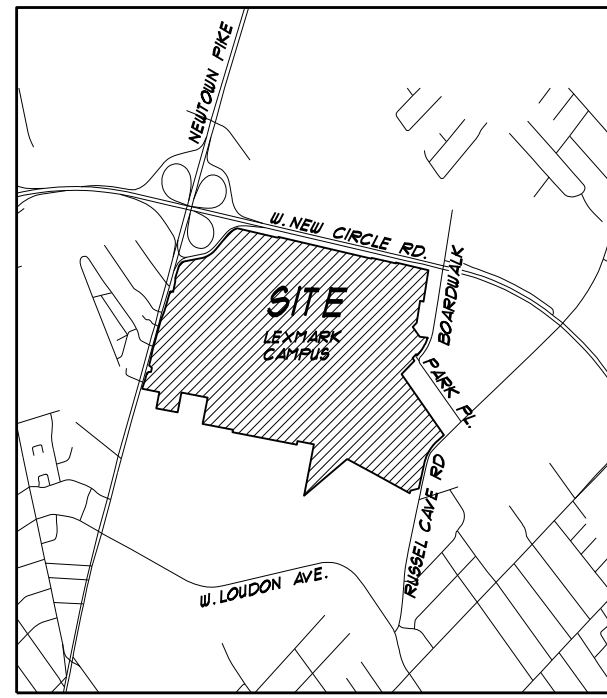 NEWTOWN PIKE
W. NEW CIRCLE RD.
BOARDWALK
SITE
LEXMARK
CAMPUS
PARK PL.
RUSSEL CAVE RD
W. LOUDON AVE.